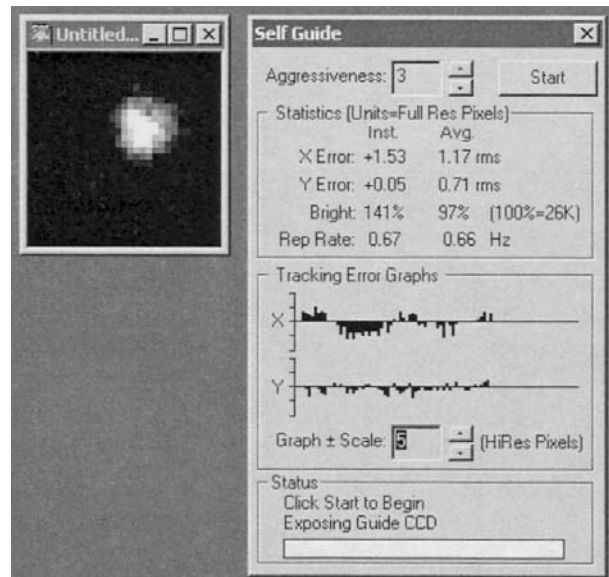 Untitled...
Self Guide
Aggressiveness: 3
Start
Statistics (Units=Full Res Pixels)
Inst. Avg.
X Error: +1.53 1.17 rms
Y Error: +0.05 0.71 rms
Bright: 141% 97% (100%=26K)
Rep Rate: 0.67 0.66 Hz
Tracking Error Graphs
X
Y
Graph ± Scale: 5 (HiRes Pixels)
Status
Click Start to Begin
Exposing Guide CCD